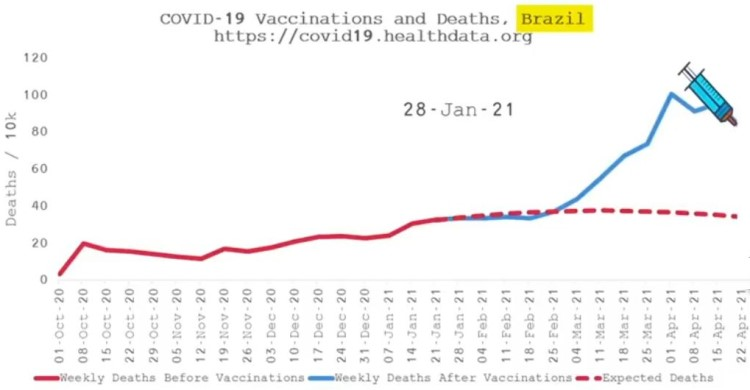 COVID-19 Vaccinations and Deaths, Brazil
https://covid19.healthdata.org
28-Jan-21
Deaths / 10k
120
100
80
60
40
20
0
01-Oct-20
08-Oct-20
15-Oct-20
22-Oct-20
29-Oct-20
05-Nov-20
12-Nov-20
19-Nov-20
26-Nov-20
03-Dec-20
10-Dec-20
17-Dec-20
24-Dec-20
31-Dec-20
07-Jan-21
14-Jan-21
21-Jan-21
28-Jan-21
04-Feb-21
11-Feb-21
18-Feb-21
25-Feb-21
04-Mar-21
11-Mar-21
18-Mar-21
25-Mar-21
01-Apr-21
08-Apr-21
15-Apr-21
22-Apr-21
Weekly Deaths Before Vaccinations
Weekly Deaths After Vaccinations
Expected Deaths